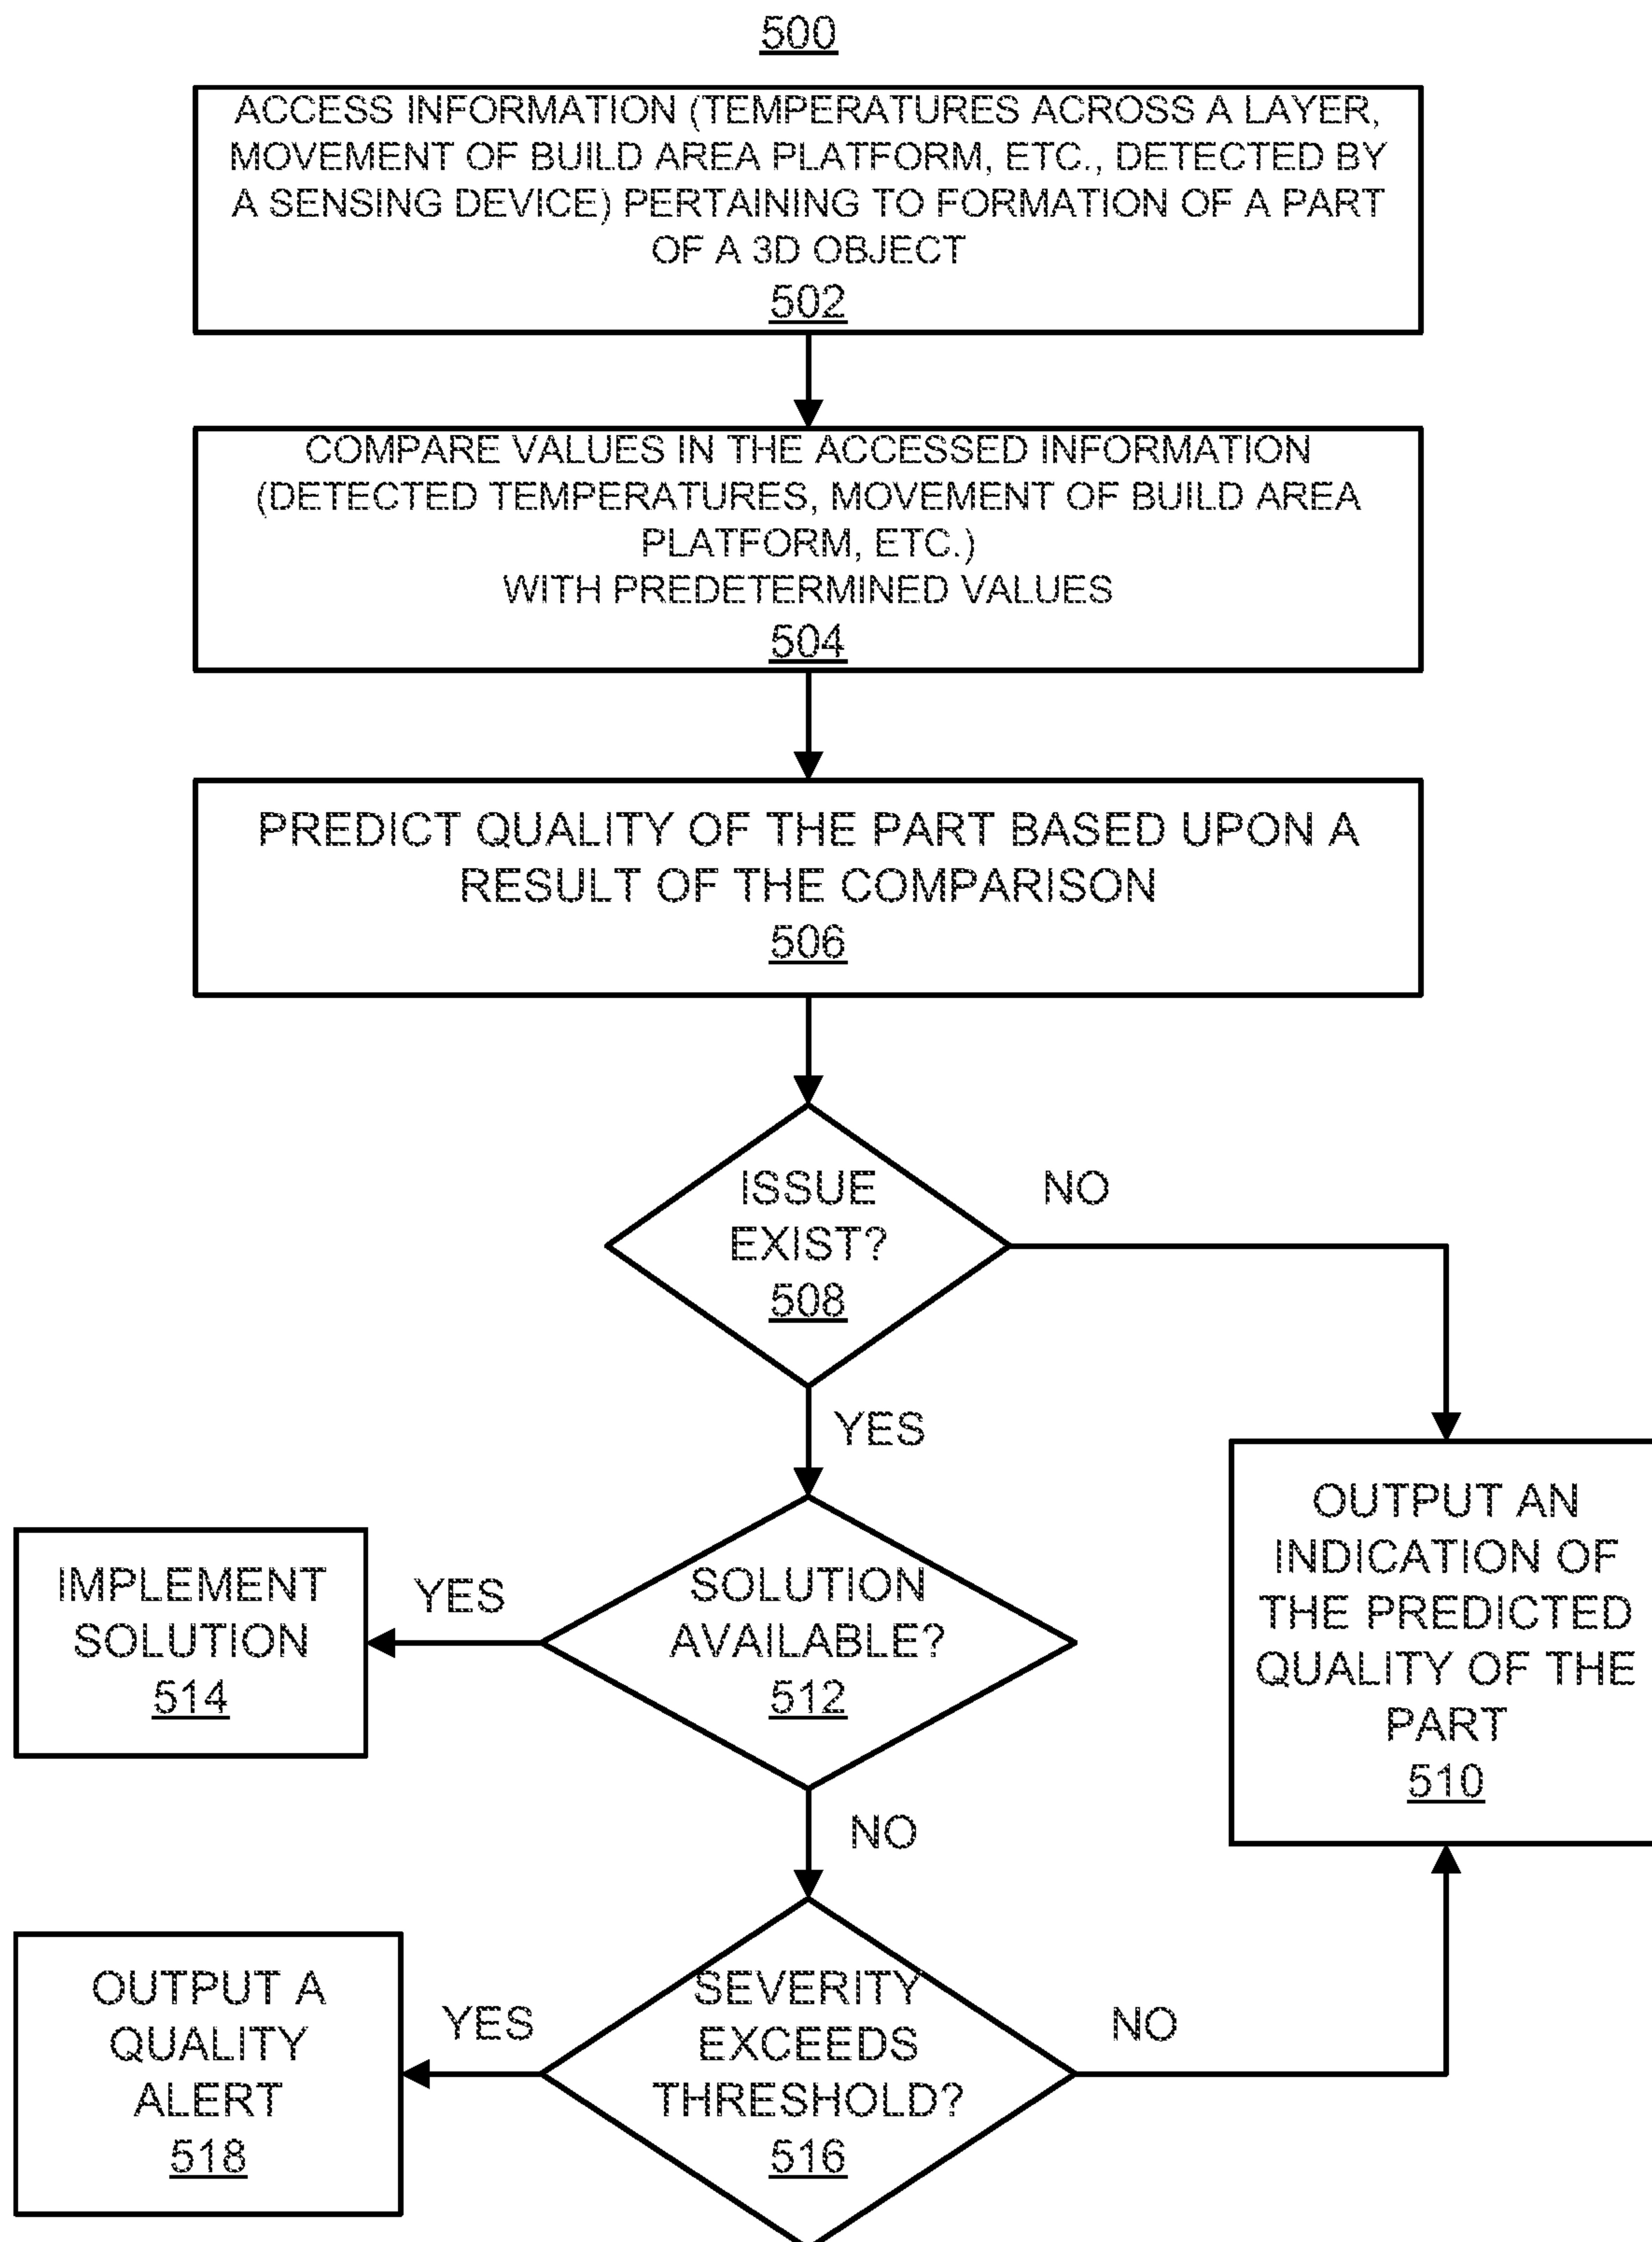 500
ACCESS INFORMATION (TEMPERATURES ACROSS A LAYER,
MOVEMENT OF BUILD AREA PLATFORM, ETC., DETECTED BY
A SENSING DEVICE) PERTAINING TO FORMATION OF A PART
OF A 3D OBJECT
502
COMPARE VALUES IN THE ACCESSED INFORMATION
(DETECTED TEMPERATURES, MOVEMENT OF BUILD AREA
PLATFORM, ETC.)
WITH PREDETERMINED VALUES
504
PREDICT QUALITY OF THE PART BASED UPON A
RESULT OF THE COMPARISON
506
ISSUE
EXIST?
508
NO
YES
OUTPUT AN
INDICATION OF
THE PREDICTED
QUALITY OF THE
PART
510
SOLUTION
AVAILABLE?
512
YES
IMPLEMENT
SOLUTION
514
NO
SEVERITY
EXCEEDS
THRESHOLD?
516
NO
YES
OUTPUT A
QUALITY
ALERT
518